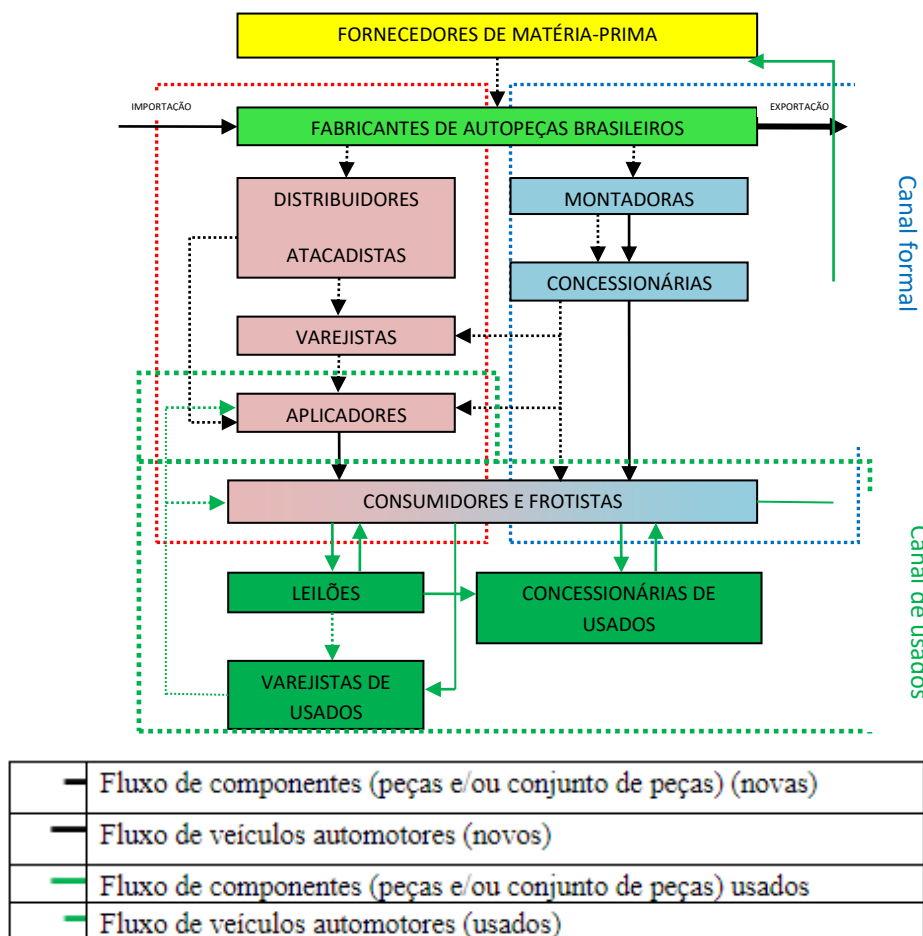 FORNECEDORES DE MATÉRIA-PRIMA
IMPORTAÇÃO
EXPORTAÇÃO
FABRICANTES DE AUTOPEÇAS BRASILEIROS
DISTRIBUIDORES
ATACADISTAS
MONTADORAS
CONCESSIONÁRIAS
Canal formal
VAREJISTAS
APLICADORES
CONSUMIDORES E FROTISTAS
LEILÕES
CONCESSIONÁRIAS DE
USADOS
Canal de usados
VAREJISTAS DE
USADOS
Fluxo de componentes (peças e/ou conjunto de peças) (novas)
Fluxo de veículos automotores (novos)
Fluxo de componentes (peças e/ou conjunto de peças) usados
Fluxo de veículos automotores (usados)